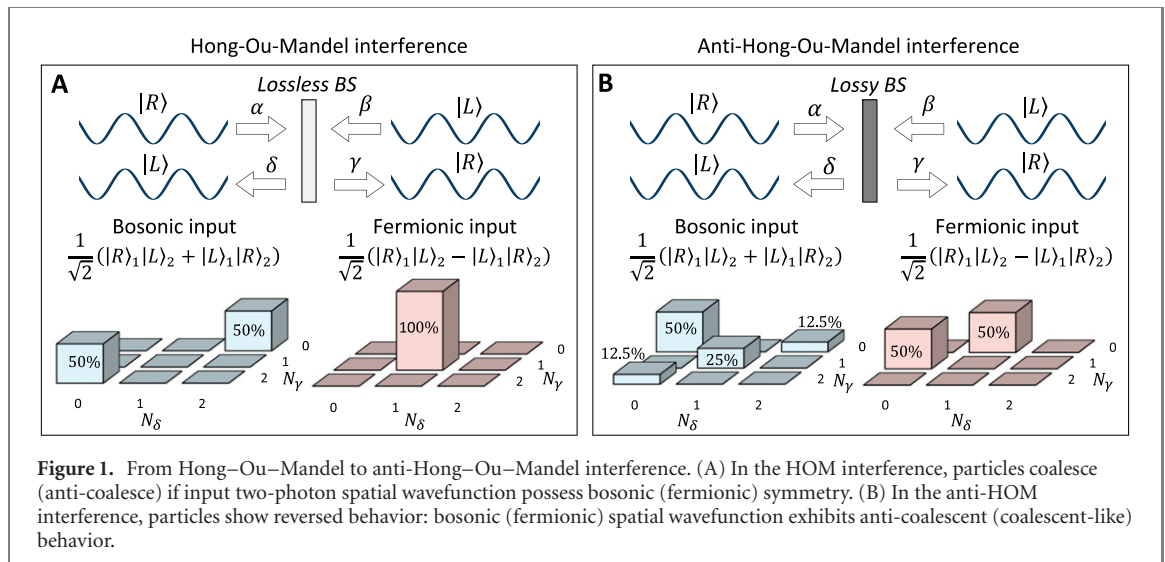 Hong-Ou-Mandel interference
Anti-Hong-Ou-Mandel interference
A
Lossless BS
|R⟩
α
β
|L⟩
|L⟩
δ
γ
|R⟩
Bosonic input
Fermionic input
1/√2 (|R⟩₁|L⟩₂ + |L⟩₁|R⟩₂)
1/√2 (|R⟩₁|L⟩₂ − |L⟩₁|R⟩₂)
50%
50%
100%
0
1
2
N_γ
0
1
2
N_δ
0
1
2
N_γ
0
1
2
N_δ
B
Lossy BS
|R⟩
α
β
|L⟩
|L⟩
δ
γ
|R⟩
Bosonic input
Fermionic input
1/√2 (|R⟩₁|L⟩₂ + |L⟩₁|R⟩₂)
1/√2 (|R⟩₁|L⟩₂ − |L⟩₁|R⟩₂)
12.5%
50%
25%
12.5%
50%
50%
0
1
2
N_γ
0
1
2
N_δ
0
1
2
N_γ
0
1
2
N_δ
Figure 1. From Hong–Ou–Mandel to anti-Hong–Ou–Mandel interference. (A) In the HOM interference, particles coalesce
(anti-coalesce) if input two-photon spatial wavefunction possess bosonic (fermionic) symmetry. (B) In the anti-HOM
interference, particles show reversed behavior: bosonic (fermionic) spatial wavefunction exhibits anti-coalescent (coalescent-like)
behavior.